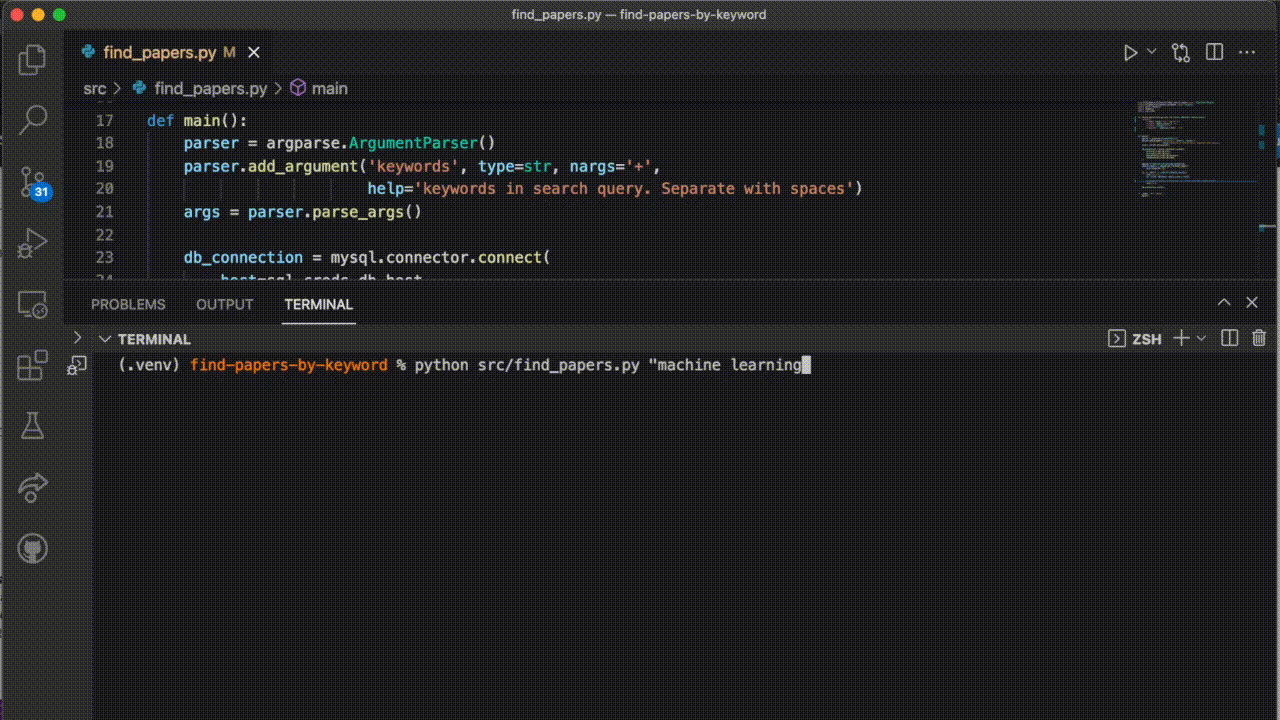 find_papers.py — find-papers-by-keyword
find_papers.py M
src > find_papers.py > main
17 def main():
18 parser = argparse.ArgumentParser()
19 parser.add_argument('keywords', type=str, nargs='+',
20 help='keywords in search query. Separate with spaces')
21 args = parser.parse_args()
22
23 db_connection = mysql.connector.connect(
24 host=sql_creds.db_host,
31
PROBLEMS OUTPUT TERMINAL
TERMINAL ZSH
(.venv) find-papers-by-keyword % python src/find_papers.py "machine learning